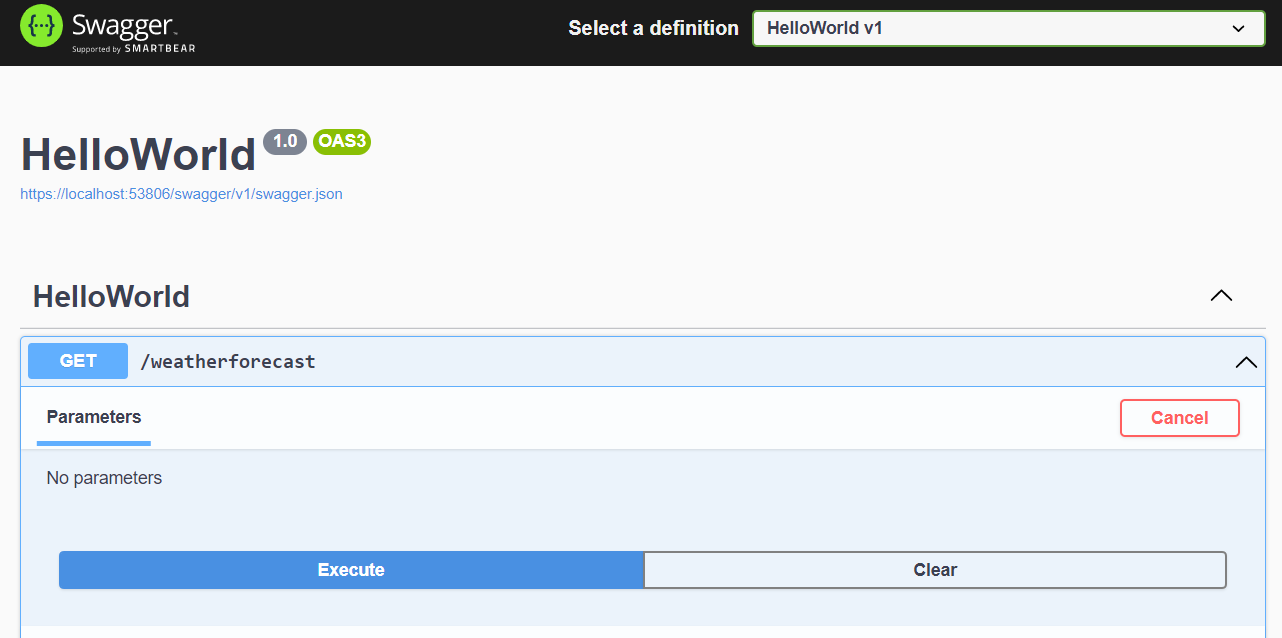 {···} Swagger™
Supported by SMARTBEAR
Select a definition
HelloWorld v1
HelloWorld 1.0 OAS3
https://localhost:53806/swagger/v1/swagger.json
HelloWorld
GET /weatherforecast
Parameters
Cancel
No parameters
Execute
Clear